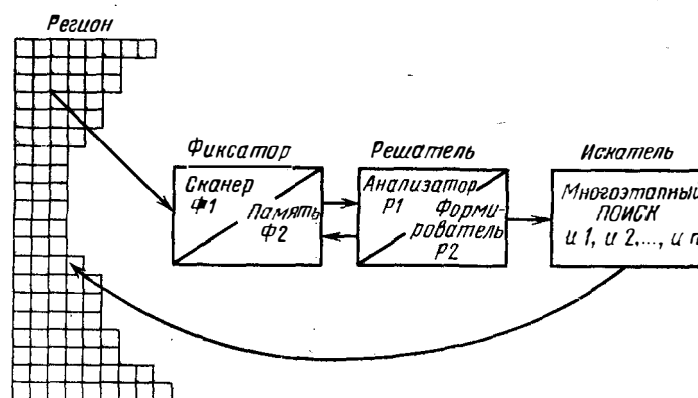 Регион
Фиксатор
Решатель
Искатель
Сканер
Ф1
Память
Ф2
Анализатор
Р1
Форми-
рователь
Р2
Многоэтапный
ПОИСК
и 1, и 2,..., и п